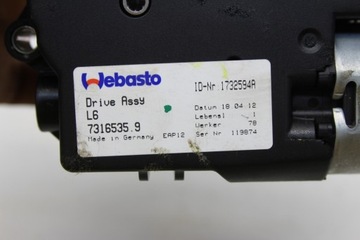 Webasto
ID-Nr.1732594A
Drive Assy
L6
7316535.9
Made in Germany EAP12
Datum 18 04.12
Lebensl 1
Werker 78
Ser Nr 119874